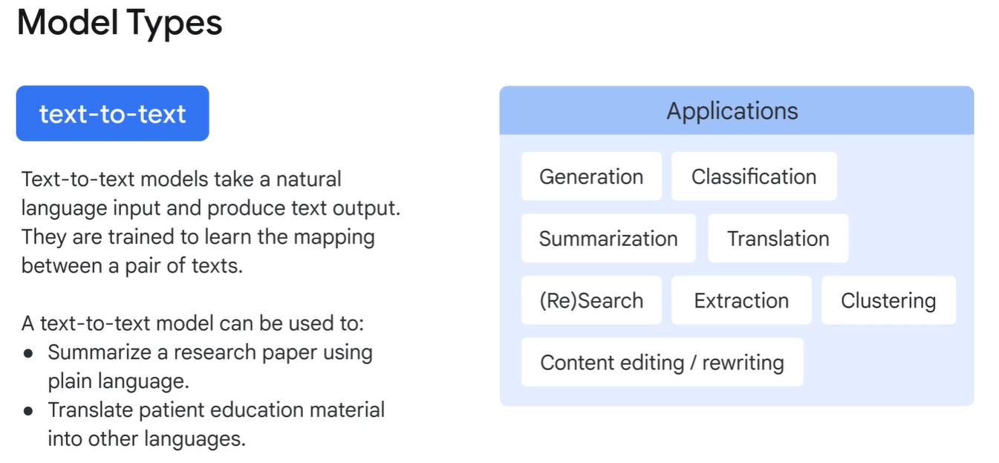 Model Types
text-to-text
Text-to-text models take a natural
language input and produce text output.
They are trained to learn the mapping
between a pair of texts.
A text-to-text model can be used to:
● Summarize a research paper using
plain language.
● Translate patient education material
into other languages.
Applications
Generation Classification
Summarization Translation
(Re)Search Extraction Clustering
Content editing / rewriting